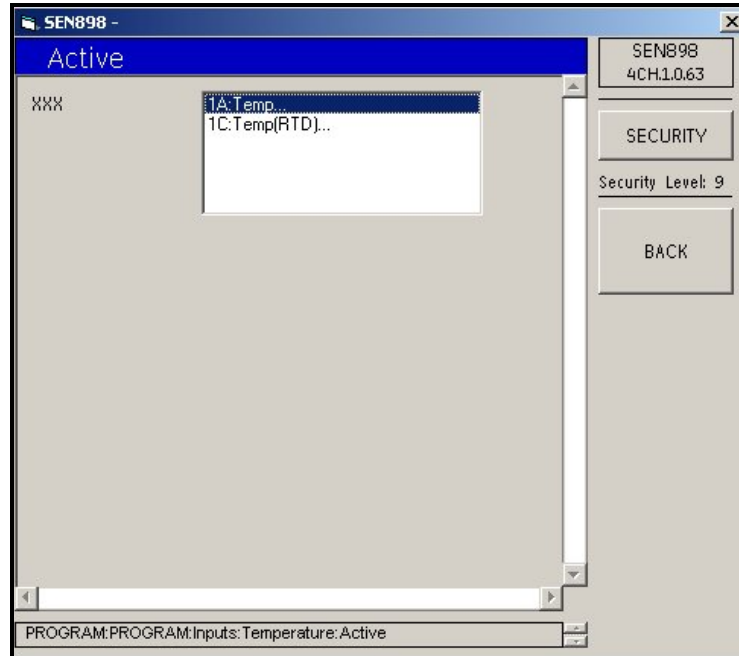 SEN898 -
Active
SEN898
4CH.1.0.63
XXX
1A:Temp...
1C:Temp(RTD)...
SECURITY
Security Level: 9
BACK
PROGRAM:PROGRAM:Inputs:Temperature:Active